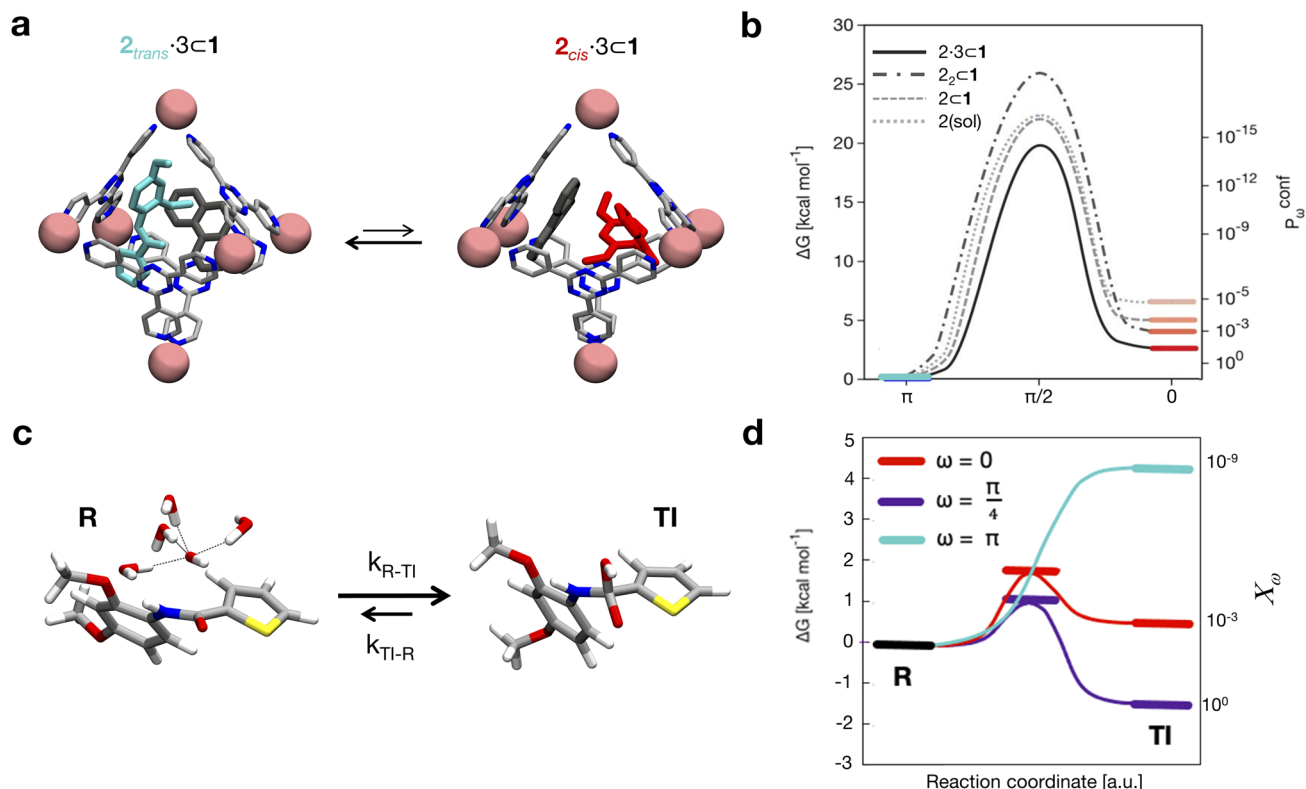 a
2trans·3⊂1
2cis·3⊂1
b
30
25
20
15
10
5
0
ΔG [kcal mol⁻¹]
2·3⊂1
2₂⊂1
2⊂1
2(sol)
10⁻¹⁵
10⁻¹²
10⁻⁹
10⁻⁵
10⁻³
10⁰
Pω conf
π
π/2
0
c
R
kR-TI
kTI-R
TI
d
5
4
3
2
1
0
-1
-2
-3
ΔG [kcal mol⁻¹]
ω = 0
ω = π/4
ω = π
R
TI
10⁻⁹
10⁻³
10⁰
Xω
Reaction coordinate [a.u.]